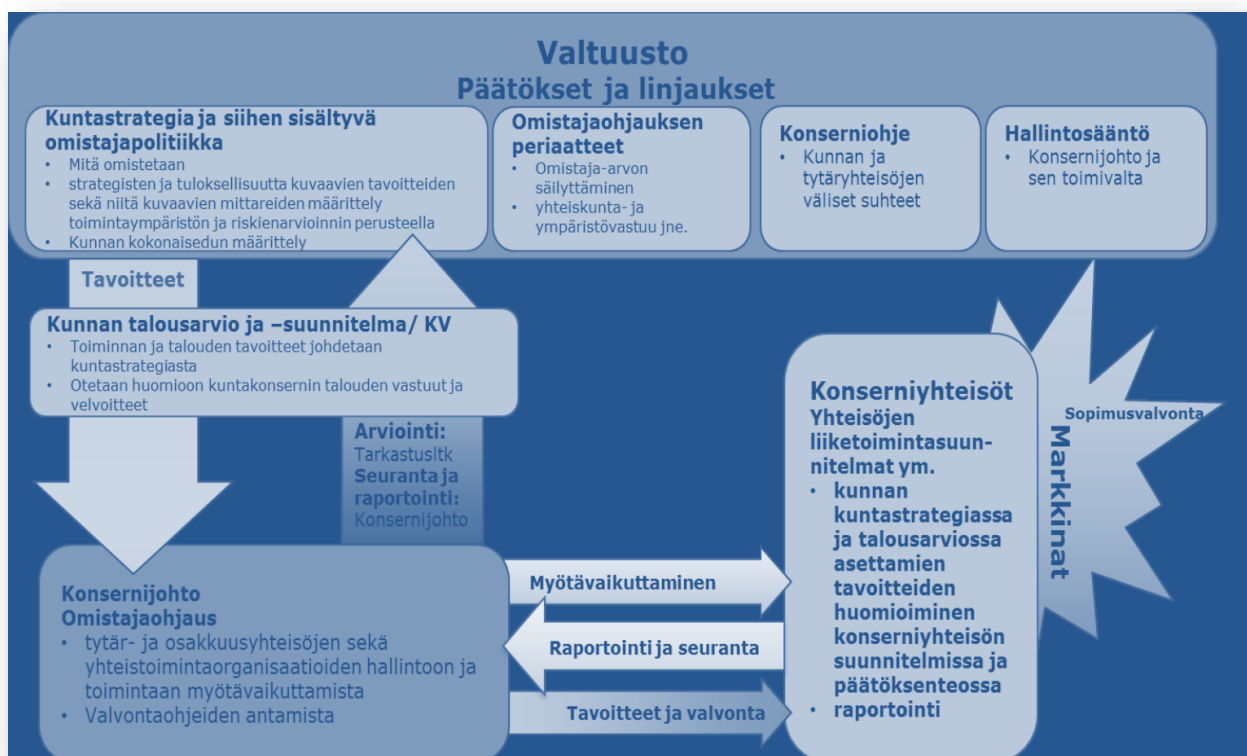 Valtuusto
Päätökset ja linjaukset
Kuntastrategia ja siihen sisältyvä
omistajapolitiikka
• Mitä omistetaan
• strategisten ja tuloksellisuutta kuvaavien tavoitteiden
sekä niitä kuvaavien mittareiden määrittely
toimintaympäristön ja riskienarvioinnin perusteella
• Kunnan kokonaisedun määrittely
Omistajaohjauksen
periaatteet
• Omistaja-arvon
säilyttäminen
• yhteiskunta- ja
ympäristövastuu jne.
Konserniohje
• Kunnan ja
tytäryhteisöjen
väliset suhteet
Hallintosääntö
• Konsernijohto ja
sen toimivalta
Tavoitteet
Kunnan talousarvio ja –suunnitelma/ KV
• Toiminnan ja talouden tavoitteet johdetaan
kuntastrategiasta
• Otetaan huomioon kuntakonsernin talouden vastuut ja
velvoitteet
Arviointi:
Tarkastusltk
Seuranta ja
raportointi:
Konsernijohto
Konsernijohto
Omistajaohjaus
• tytär- ja osakkuusyhteisöjen sekä
yhteistoimintaorganisaatioiden hallintoon ja
toimintaan myötävaikuttamista
• Valvontaohjeiden antamista
Myötävaikuttaminen
Raportointi ja seuranta
Tavoitteet ja valvonta
Konserniyhteisöt
Yhteisöjen
liiketoimintasuun-
nitelmat ym.
• kunnan
kuntastrategiassa
ja talousarviossa
asettamien
tavoitteiden
huomioiminen
konserniyhteisön
suunnitelmissa ja
päätöksenteossa
• raportointi
Sopimusvalvonta
Markkinat